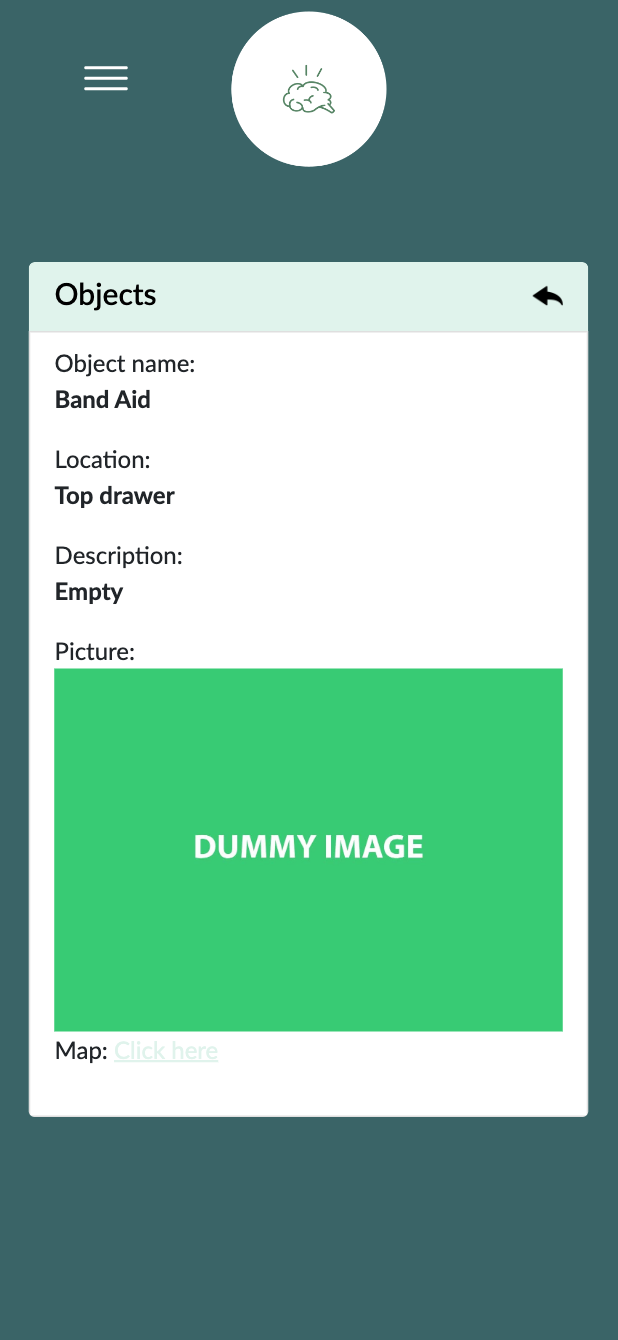 Objects
Object name:
Band Aid
Location:
Top drawer
Description:
Empty
Picture:
DUMMY IMAGE
Map: Click here